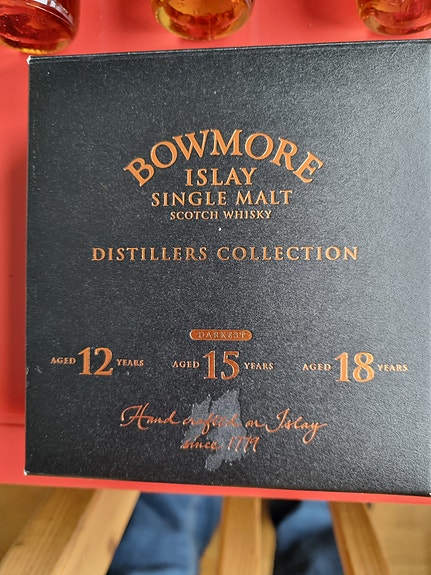 BOWMORE
ISLAY
SINGLE MALT
SCOTCH WHISKY
DISTILLERS COLLECTION
DARKEST
AGED 12 YEARS AGED 15 YEARS AGED 18 YEARS
Hand crafted on Islay
since 1779